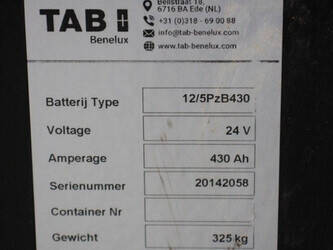 TAB
Benelux
Bellstraat 18,
6716 BA Ede (NL)
+31 (0)318 - 69 00 88
info@tab-benelux.com
www.tab-benelux.com
Batterij Type 12/5PzB430
Voltage 24 V
Amperage 430 Ah
Serienummer 20142058
Container Nr
Gewicht 325 kg